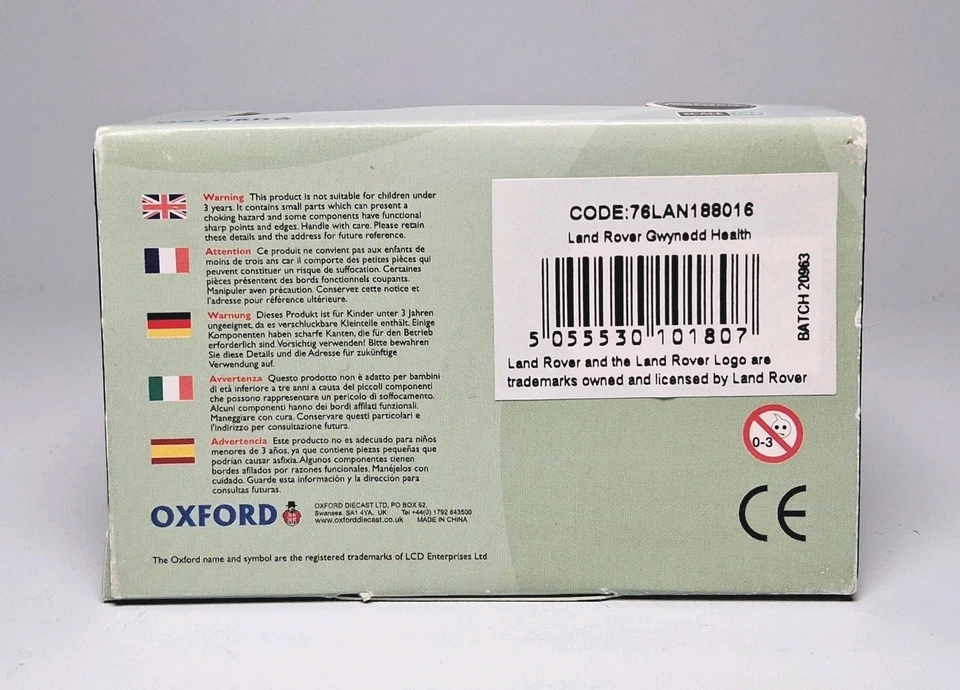 OXFORD
SCALE
Warning This product is not suitable for children under
3 years. It contains small parts which can present a
choking hazard and some components have functional
sharp points and edges. Handle with care. Please retain
these details and the address for future reference.
Attention Ce produit ne convient pas aux enfants de
moins de trois ans car il comporte des petites pièces qui
peuvent constituer un risque de suffocation. Certaines
pièces présentent des bords fonctionnels coupants.
Manipuler aven précaution. Conservez cette notice et
l'adresse pour référence ultérieure.
Warnung Dieses Produkt ist für Kinder unter 3 Jahren
ungeeignet, da es verschluckbare Kleinteile enthält. Einige
Komponenten haben scharfe Kanten, die für den Betrieb
erforderlich sind. Vorsichtig verwenden! Bitte bewahren
Sie diese Details und die Adresse für zukünftige
Verwendung auf.
Avvertenza Questo prodotto non è adatto per bambini
di età inferiore a tre anni a causa dei piccoli componenti
che possono rappresentare un pericolo di soffocamento.
Alcuni componenti hanno dei bordi affilati funzionali.
Maneggiare con cura. Conservare questi particolari e
l'indirizzo per consultazione future.
Advertencia Este producto no es adecuado para niños
menores de 3 años, ya que contiene piezas pequeñas que
podrían causar asfixia. Algunos componentes tienen
bordes afilados por razones funcionales. Manéjelos con
cuidado. Guarde esta información y la dirección para
consultas futuras.
OXFORD
OXFORD DIECAST LTD, PO BOX 62,
Swansea, SA1 4YA, UK Tel +44(0) 1792 643500
www.oxforddiecast.co.uk MADE IN CHINA
The Oxford name and symbol are the registered trademarks of LCD Enterprises Ltd
CODE:76LAN188016
Land Rover Gwynedd Health
5 055530 101807
BATCH 20963
Land Rover and the Land Rover Logo are
trademarks owned and licensed by Land Rover
0-3
CE